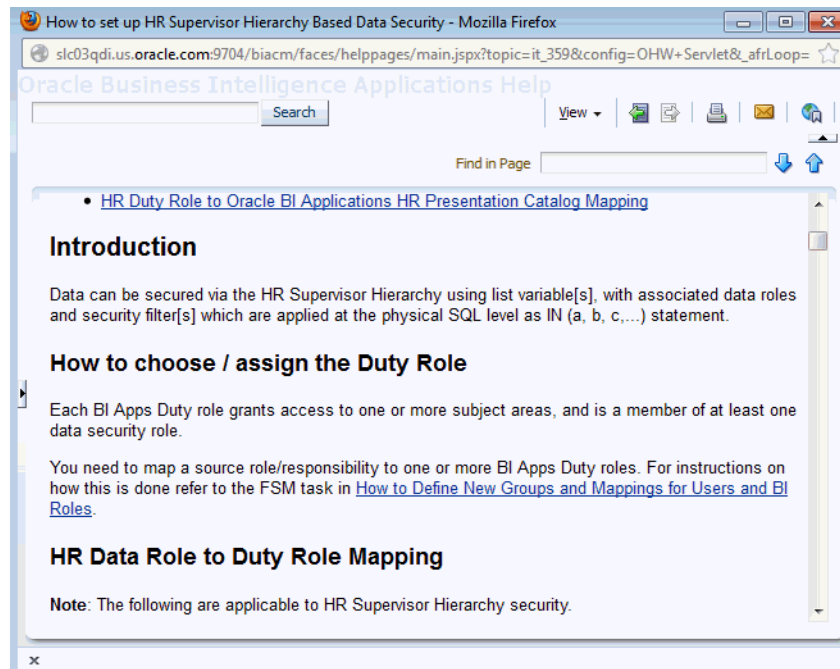 How to set up HR Supervisor Hierarchy Based Data Security - Mozilla Firefox
slc03qdi.us.oracle.com:9704/biacm/faces/helppages/main.jspx?topic=it_359&config=OHW+Servlet&_afrLoop=
Oracle Business Intelligence Applications Help
Search
View
Find in Page
• HR Duty Role to Oracle BI Applications HR Presentation Catalog Mapping
Introduction
Data can be secured via the HR Supervisor Hierarchy using list variable[s], with associated data roles
and security filter[s] which are applied at the physical SQL level as IN (a, b, c,...) statement.
How to choose / assign the Duty Role
Each BI Apps Duty role grants access to one or more subject areas, and is a member of at least one
data security role.
You need to map a source role/responsibility to one or more BI Apps Duty roles. For instructions on
how this is done refer to the FSM task in How to Define New Groups and Mappings for Users and BI
Roles.
HR Data Role to Duty Role Mapping
Note: The following are applicable to HR Supervisor Hierarchy security.
x